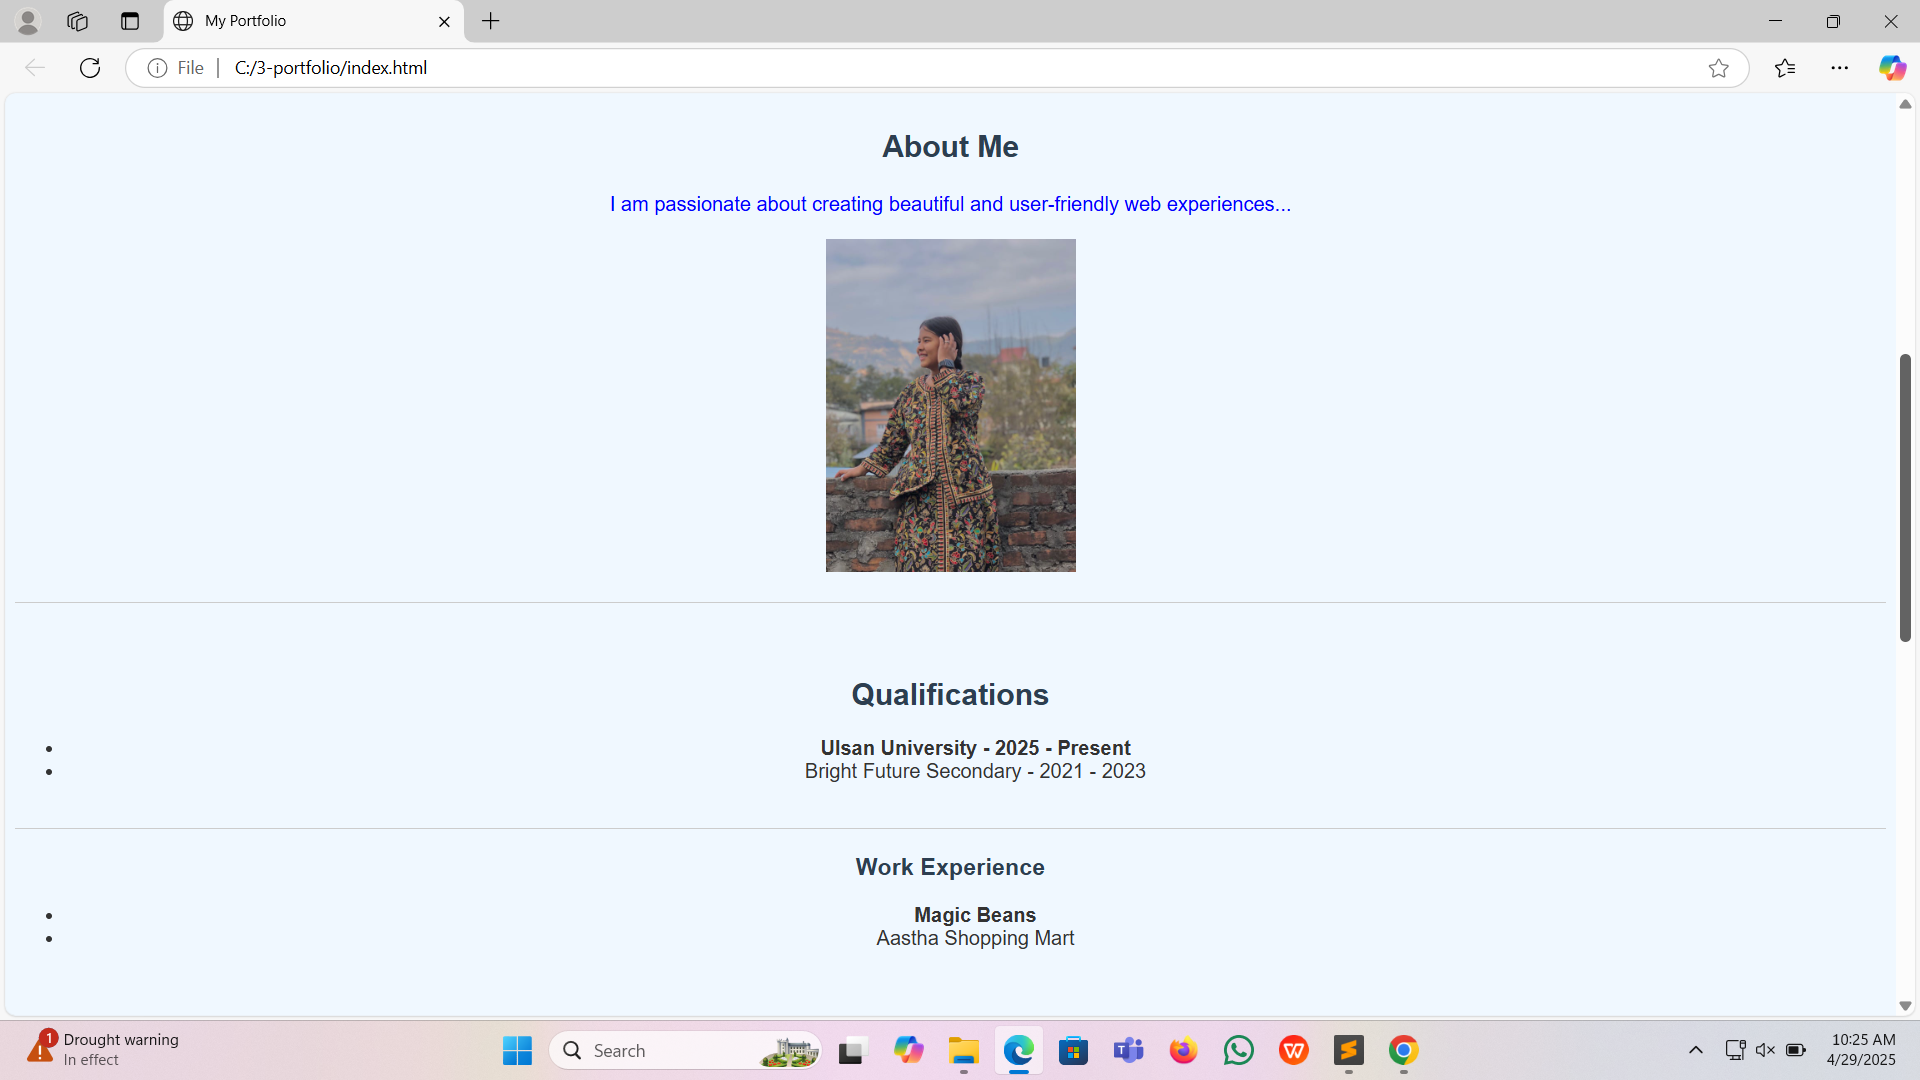 My Portfolio
File
C:/3-portfolio/index.html
About Me
I am passionate about creating beautiful and user-friendly web experiences...
Qualifications
Ulsan University - 2025 - Present
Bright Future Secondary - 2021 - 2023
Work Experience
Magic Beans
Aastha Shopping Mart
1
Drought warning
In effect
Search
10:25 AM
4/29/2025